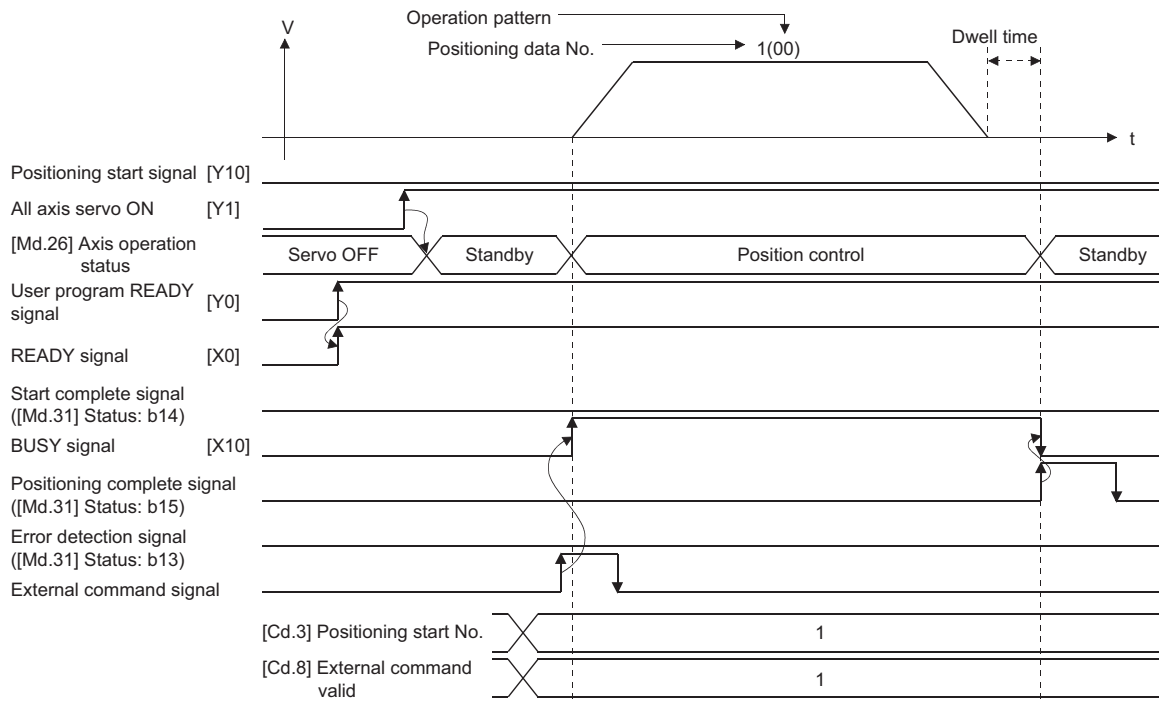 Operation pattern
V
Positioning data No.
1(00)
Dwell time
t
Positioning start signal [Y10]
All axis servo ON [Y1]
[Md.26] Axis operation
status
Servo OFF
Standby
Position control
Standby
User program READY
signal
[Y0]
READY signal [X0]
Start complete signal
([Md.31] Status: b14)
BUSY signal [X10]
Positioning complete signal
([Md.31] Status: b15)
Error detection signal
([Md.31] Status: b13)
External command signal
[Cd.3] Positioning start No.
1
[Cd.8] External command
valid
1